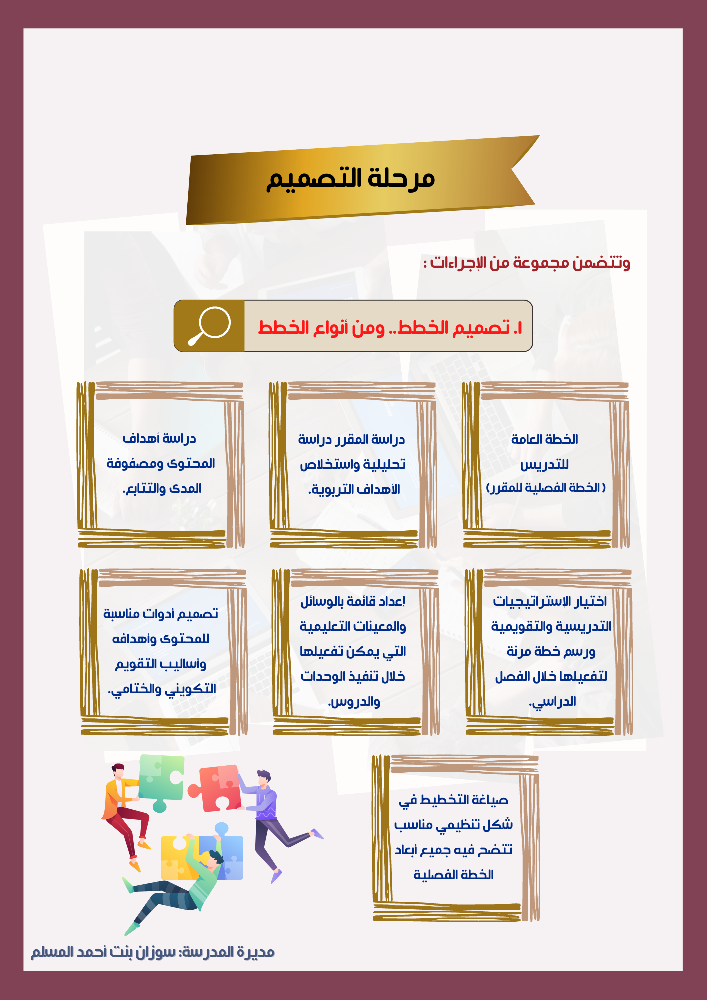 مرحلة التصميم
وتتضمن مجموعة من الإجراءات :
١. تصميم الخطط.. ومن أنواع الخطط
الخطة العامة
للتدريس
( الخطة الفصلية للمقرر)
دراسة المقرر دراسة
تحليلية واستخلاص
الأهداف التربوية.
دراسة أهداف
المحتوى ومصفوفة
المدى والتتابع.
اختيار الإستراتيجيات
التدريسية والتقويمية
ورسم خطة مرنة
لتفعيلها خلال الفصل
الدراسي.
إعداد قائمة بالوسائل
والمعينات التعليمية
التي يمكن تفعيلها
خلال تنفيذ الوحدات
والدروس.
تصميم أدوات مناسبة
للمحتوى وأهدافه
وأساليب التقويم
التكويني والختامي.
صياغة التخطيط في
شكل تنظيمي مناسب
تتضح فيه جميع أبعاد
الخطة الفصلية
مديرة المدرسة: سوزان بنت أحمد المسلم